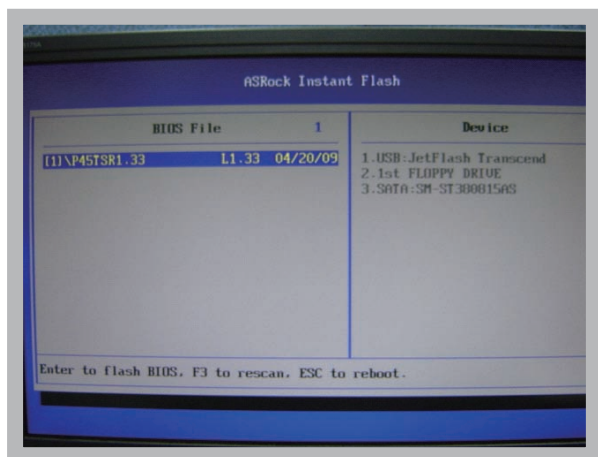 ASRock Instant Flash
BIOS File 1
Device
[1]\P45TSR1.33 L1.33 04/20/09
1.USB:JetFlash Transcend
2.1st FLOPPY DRIVE
3.SATA:SM-ST380815AS
Enter to flash BIOS, F3 to rescan, ESC to reboot.